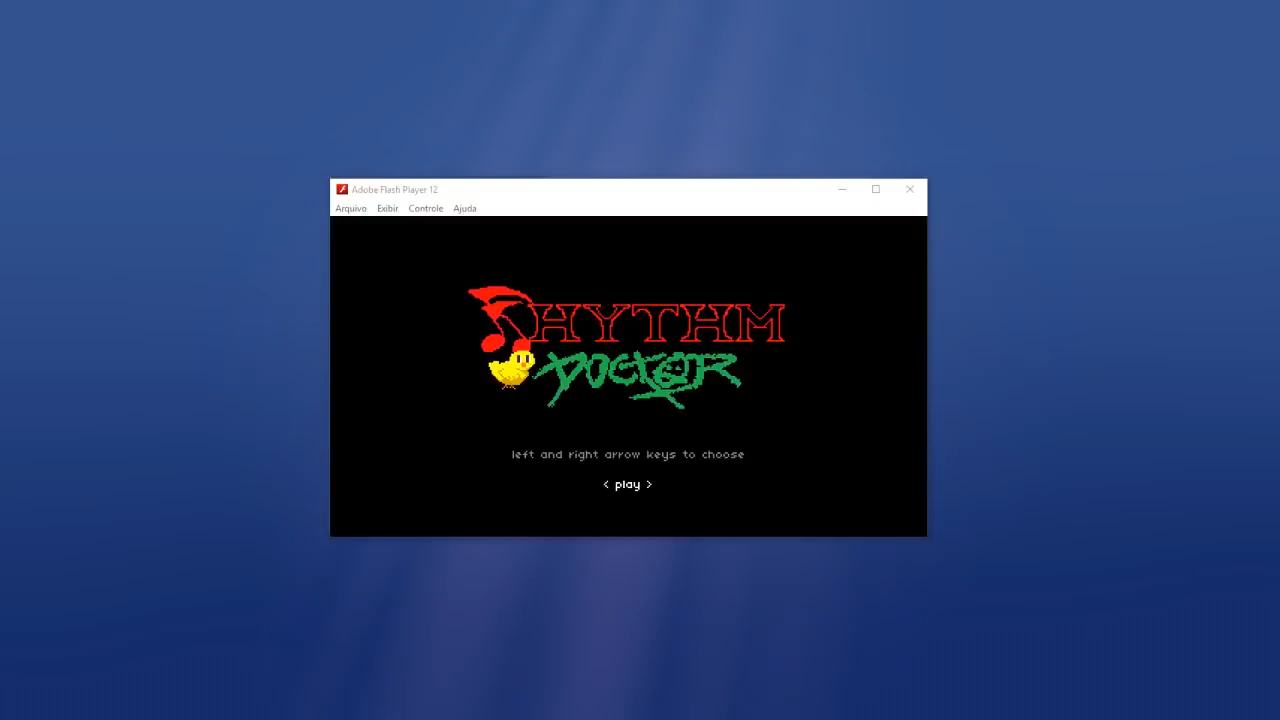 Adobe Flash Player 12
Arquivo Exibir Controle Ajuda
RHYTHM
DOCTOR
left and right arrow keys to choose
< play >